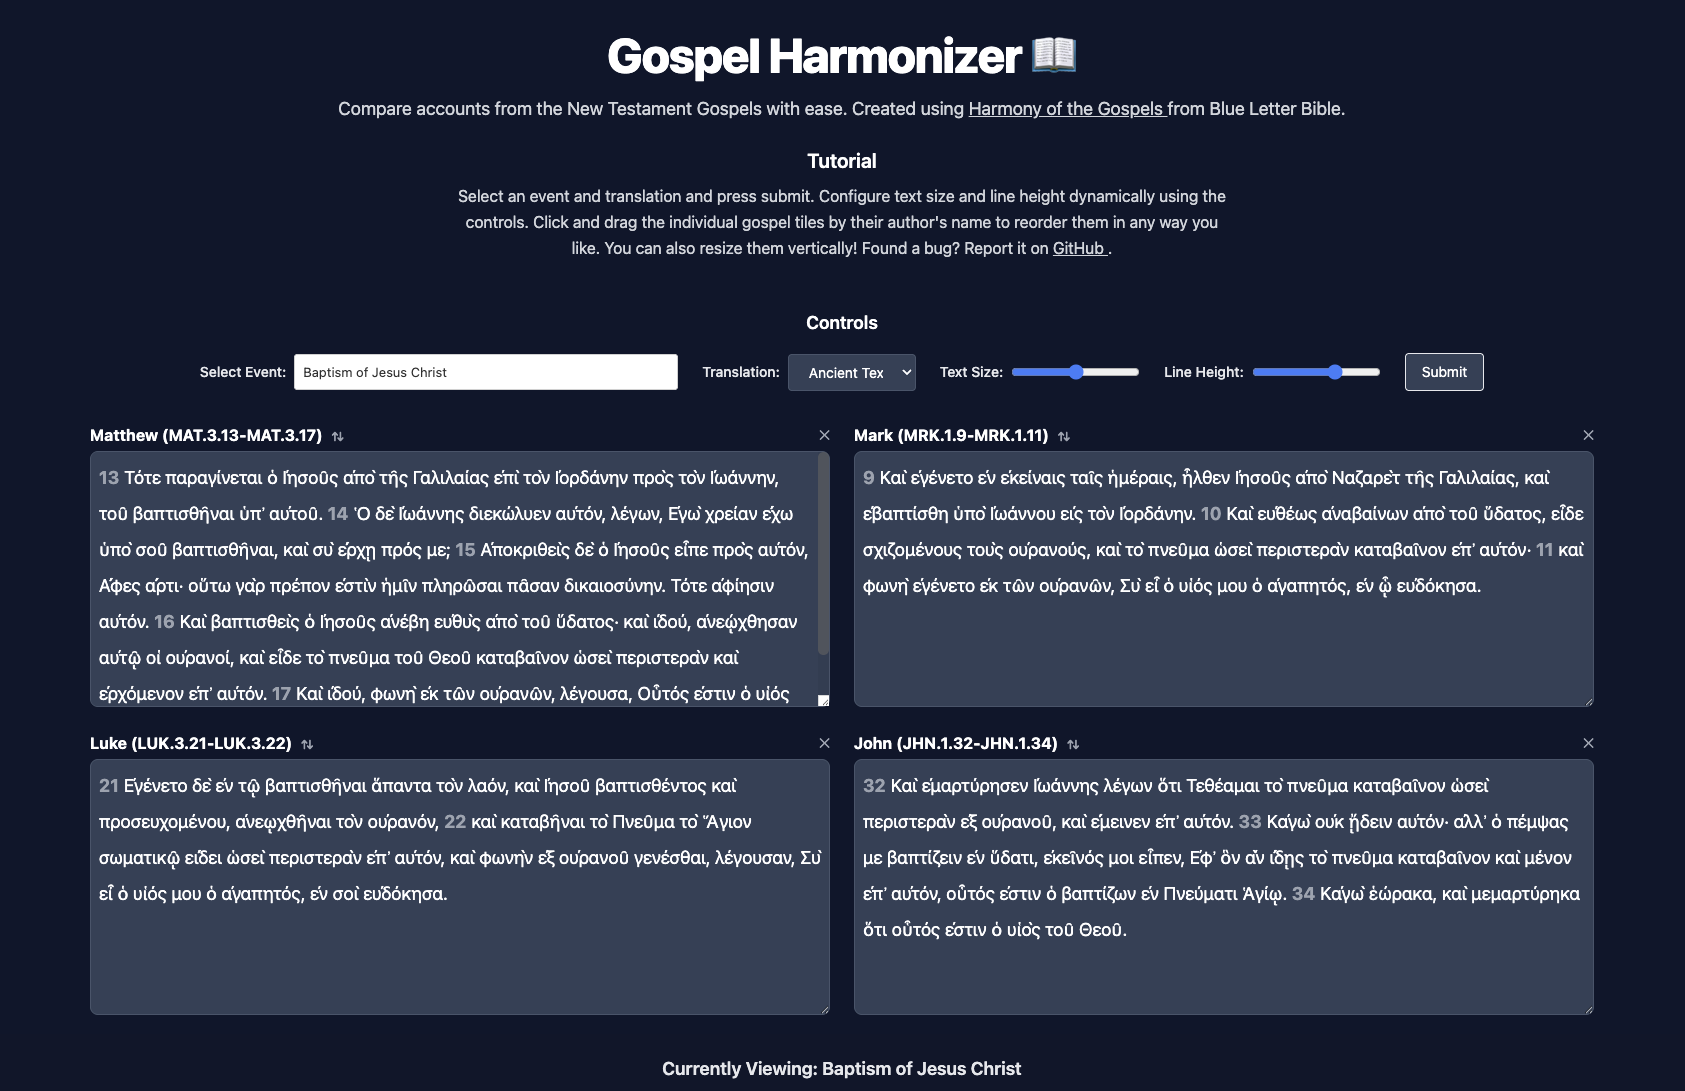 Gospel Harmonizer 📖
Compare accounts from the New Testament Gospels with ease. Created using Harmony of the Gospels from Blue Letter Bible.
Tutorial
Select an event and translation and press submit. Configure text size and line height dynamically using the
controls. Click and drag the individual gospel tiles by their author's name to reorder them in any way you
like. You can also resize them vertically! Found a bug? Report it on GitHub .
Controls
Select Event: Baptism of Jesus Christ Translation: Ancient Tex Text Size: Line Height: Submit
Matthew (MAT.3.13-MAT.3.17)
13 Τότε παραγίνεται ὁ Ἰησοῦς ἀπὸ τῆς Γαλιλαίας ἐπὶ τὸν Ἰορδάνην πρὸς τὸν Ἰωάννην,
τοῦ βαπτισθῆναι ὑπ’ αὐτοῦ. 14 Ὁ δὲ Ἰωάννης διεκώλυεν αὐτόν, λέγων, Ἐγὼ χρείαν ἔχω
ὑπὸ σοῦ βαπτισθῆναι, καὶ σὺ ἔρχῃ πρός με; 15 Ἀποκριθεὶς δὲ ὁ Ἰησοῦς εἶπε πρὸς αὐτόν,
Ἄφες ἄρτι· οὕτω γὰρ πρέπον ἐστὶν ἡμῖν πληρῶσαι πᾶσαν δικαιοσύνην. Τότε ἀφίησιν
αὐτόν. 16 Καὶ βαπτισθεὶς ὁ Ἰησοῦς ἀνέβη εὐθὺς ἀπὸ τοῦ ὕδατος· καὶ ἰδού, ἀνεῴχθησαν
αὐτῷ οἱ οὐρανοί, καὶ εἶδε τὸ πνεῦμα τοῦ Θεοῦ καταβαῖνον ὡσεὶ περιστερὰν καὶ
ἐρχόμενον ἐπ’ αὐτόν. 17 Καὶ ἰδού, φωνὴ ἐκ τῶν οὐρανῶν, λέγουσα, Οὗτός ἐστιν ὁ υἱός
Mark (MRK.1.9-MRK.1.11)
9 Καὶ ἐγένετο ἐν ἐκείναις ταῖς ἡμέραις, ἦλθεν Ἰησοῦς ἀπὸ Ναζαρὲτ τῆς Γαλιλαίας, καὶ
ἐβαπτίσθη ὑπὸ Ἰωάννου εἰς τὸν Ἰορδάνην. 10 Καὶ εὐθέως ἀναβαίνων ἀπὸ τοῦ ὕδατος, εἶδε
σχιζομένους τοὺς οὐρανούς, καὶ τὸ πνεῦμα ὡσεὶ περιστερὰν καταβαῖνον ἐπ’ αὐτόν· 11 καὶ
φωνὴ ἐγένετο ἐκ τῶν οὐρανῶν, Σὺ εἶ ὁ υἱός μου ὁ ἀγαπητός, ἐν ᾧ εὐδόκησα.
Luke (LUK.3.21-LUK.3.22)
21 Ἐγένετο δὲ ἐν τῷ βαπτισθῆναι ἅπαντα τὸν λαόν, καὶ Ἰησοῦ βαπτισθέντος καὶ
προσευχομένου, ἀνεῳχθῆναι τὸν οὐρανόν, 22 καὶ καταβῆναι τὸ Πνεῦμα τὸ Ἅγιον
σωματικῷ εἴδει ὡσεὶ περιστερὰν ἐπ’ αὐτόν, καὶ φωνὴν ἐξ οὐρανοῦ γενέσθαι, λέγουσαν, Σὺ
εἶ ὁ υἱός μου ὁ ἀγαπητός, ἐν σοὶ εὐδόκησα.
John (JHN.1.32-JHN.1.34)
32 Καὶ ἐμαρτύρησεν Ἰωάννης λέγων ὅτι Τεθέαμαι τὸ πνεῦμα καταβαῖνον ὡσεὶ
περιστερὰν ἐξ οὐρανοῦ, καὶ ἔμεινεν ἐπ’ αὐτόν. 33 Κἀγὼ οὐκ ᾔδειν αὐτόν· ἀλλ’ ὁ πέμψας
με βαπτίζειν ἐν ὕδατι, ἐκεῖνός μοι εἶπεν, Ἐφ’ ὃν ἂν ἴδῃς τὸ πνεῦμα καταβαῖνον καὶ μένον
ἐπ’ αὐτόν, οὗτός ἐστιν ὁ βαπτίζων ἐν Πνεύματι Ἁγίῳ. 34 Κἀγὼ ἑώρακα, καὶ μεμαρτύρηκα
ὅτι οὗτός ἐστιν ὁ υἱὸς τοῦ Θεοῦ.
Currently Viewing: Baptism of Jesus Christ